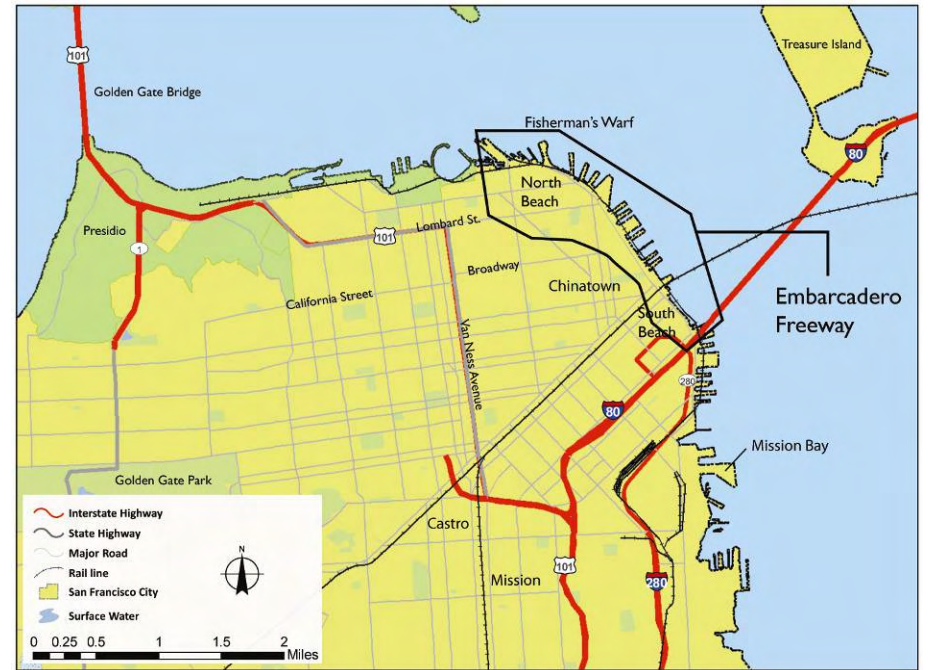 Treasure Island
101
Golden Gate Bridge
Fisherman's Warf
80
North
Beach
Presidio
Lombard St.
101
1
Broadway
California Street
Chinatown
Embarcadero
Freeway
South
Beach
Van Ness Avenue
280
80
Mission Bay
Golden Gate Park
Castro
Mission
101
280
Interstate Highway
State Highway
Major Road
Rail line
San Francisco City
Surface Water
N
0 0.25 0.5 1 1.5 2
Miles